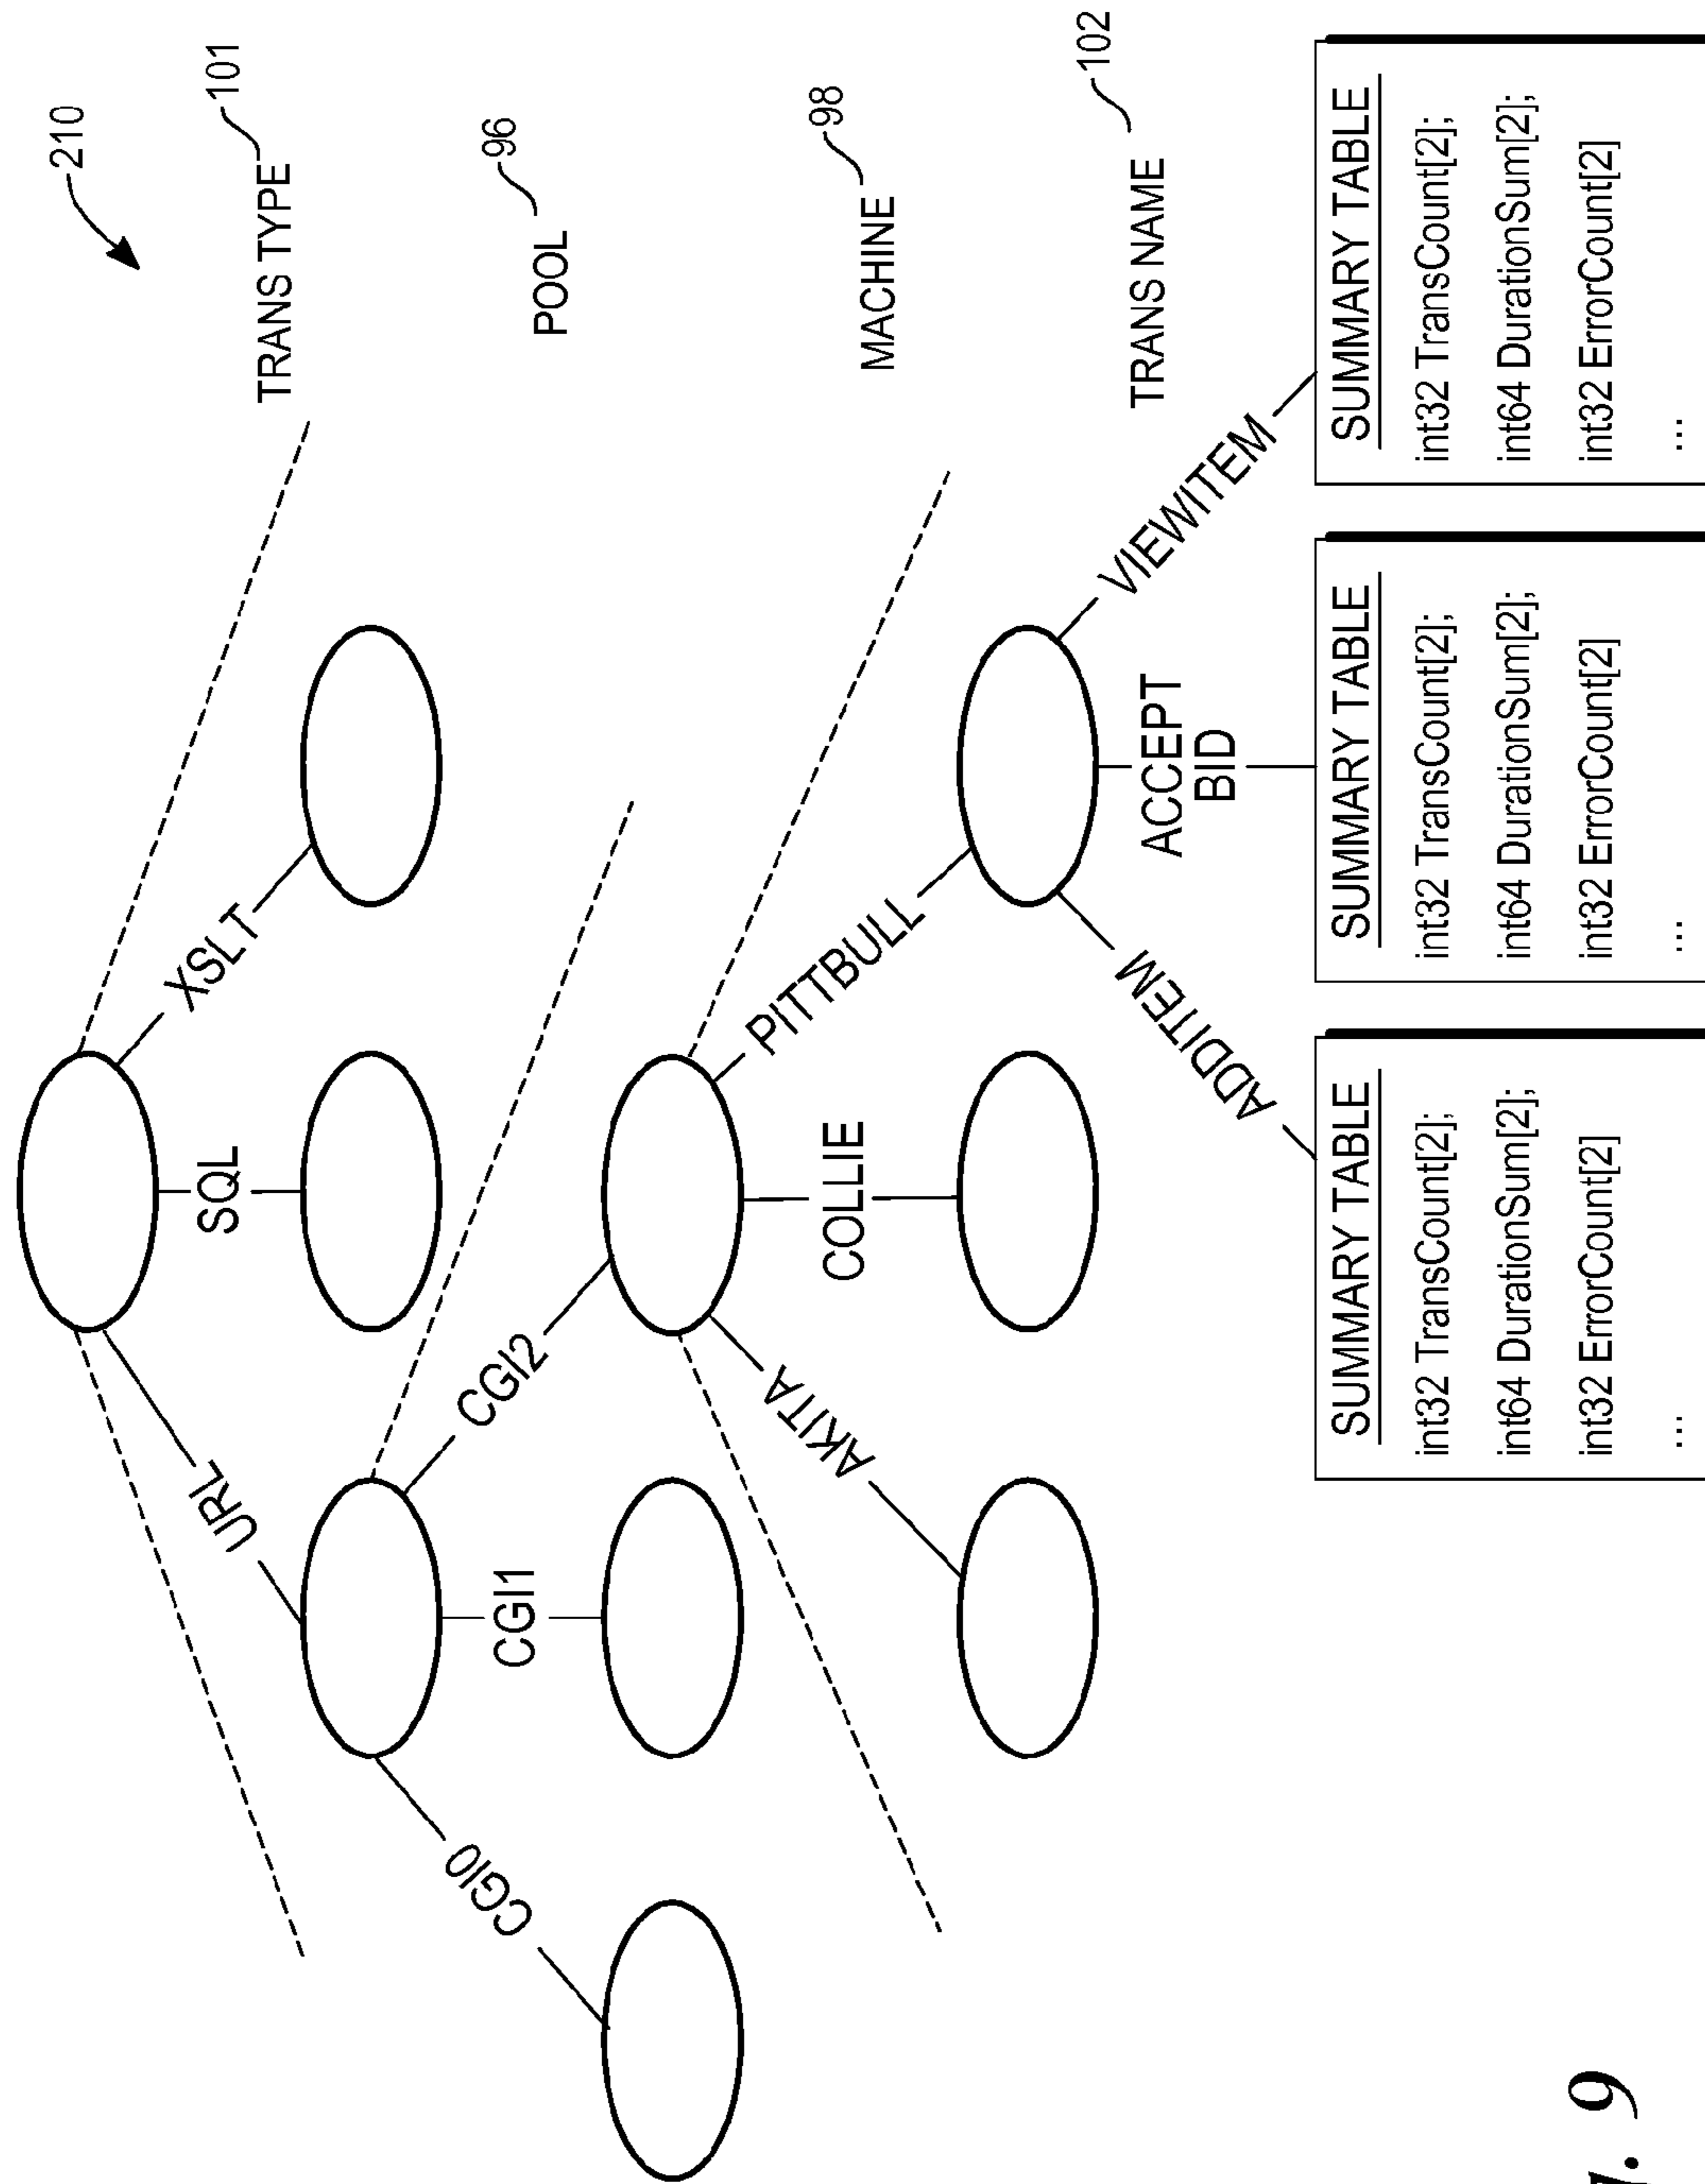 210
TRANS TYPE 101
URL
SQL
XSLT
POOL 96
CGI0
CGI1
CGI2
MACHINE 98
AKITA
COLLIE
PITTBULL
TRANS NAME 102
ADDITEM
ACCEPT
BID
VIEWITEM
SUMMARY TABLE
int32 TransCount[2];
int64 DurationSum[2];
int32 ErrorCount[2]
...
SUMMARY TABLE
int32 TransCount[2];
int64 DurationSum[2];
int32 ErrorCount[2]
...
SUMMARY TABLE
int32 TransCount[2];
int64 DurationSum[2];
int32 ErrorCount[2]
...
9